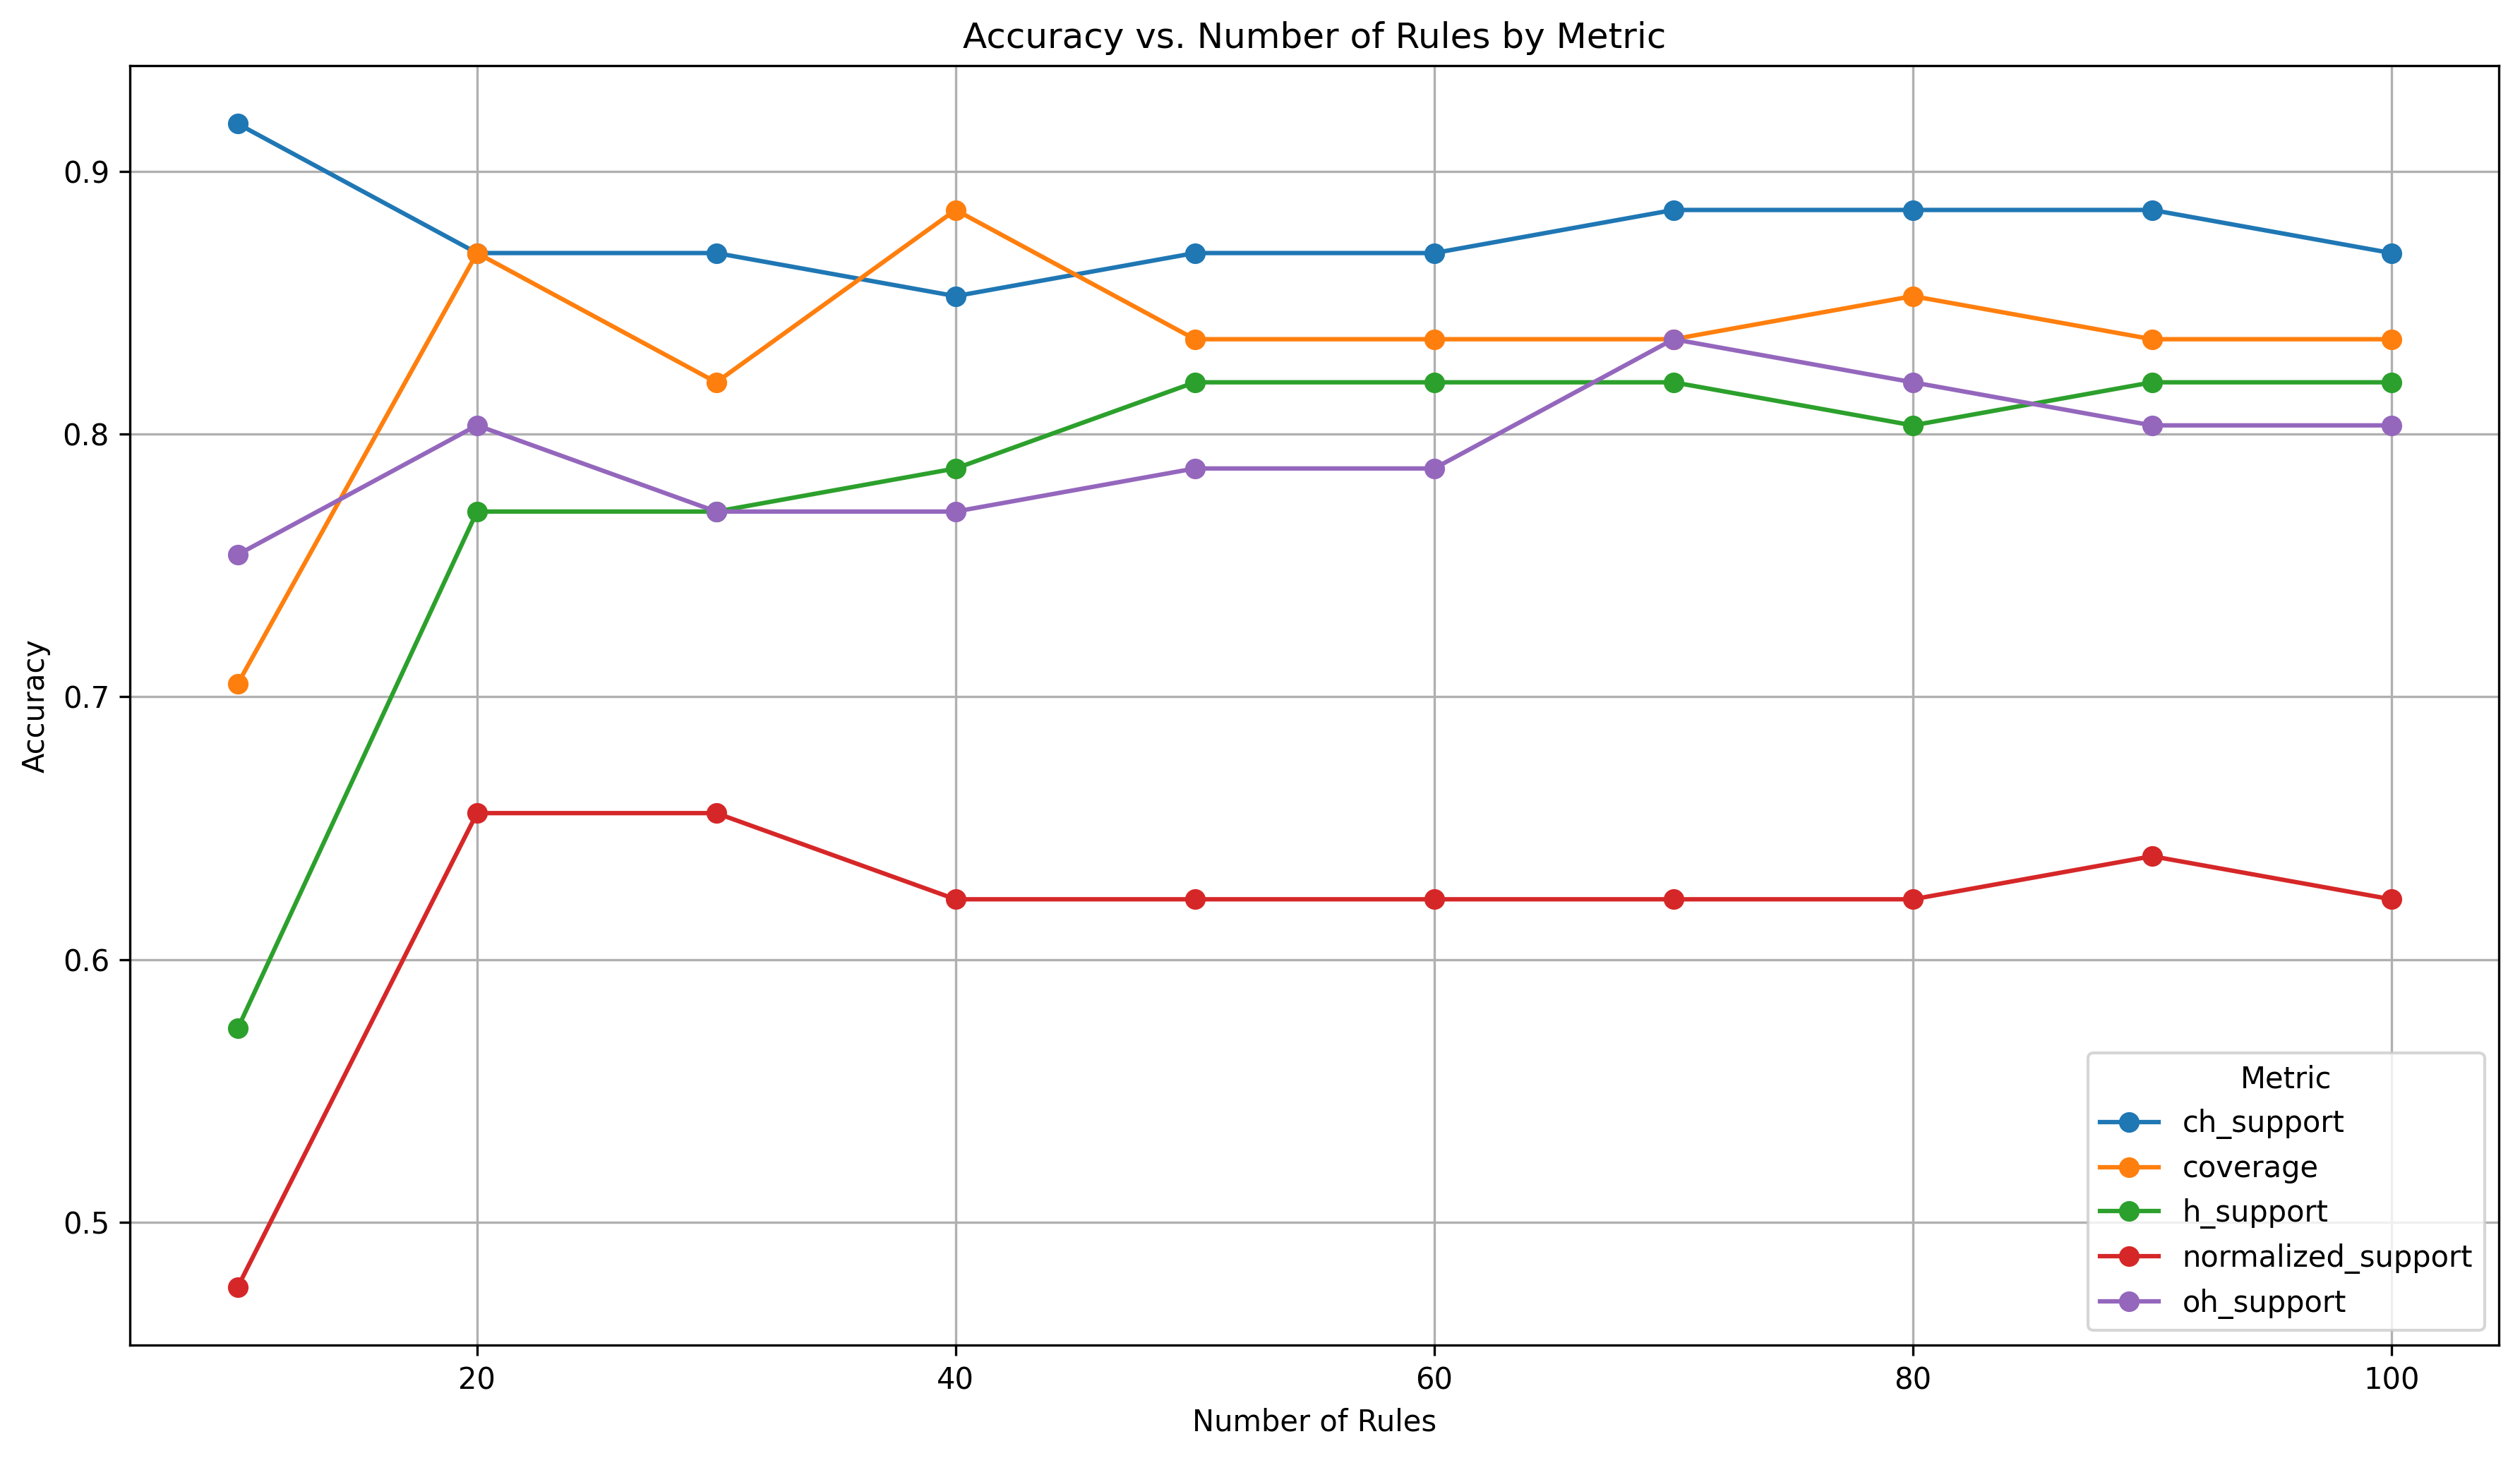 Accuracy vs. Number of Rules by Metric
Accuracy
0.9
0.8
0.7
0.6
0.5
20 40 60 80 100
Number of Rules
Metric
ch_support
coverage
h_support
normalized_support
oh_support